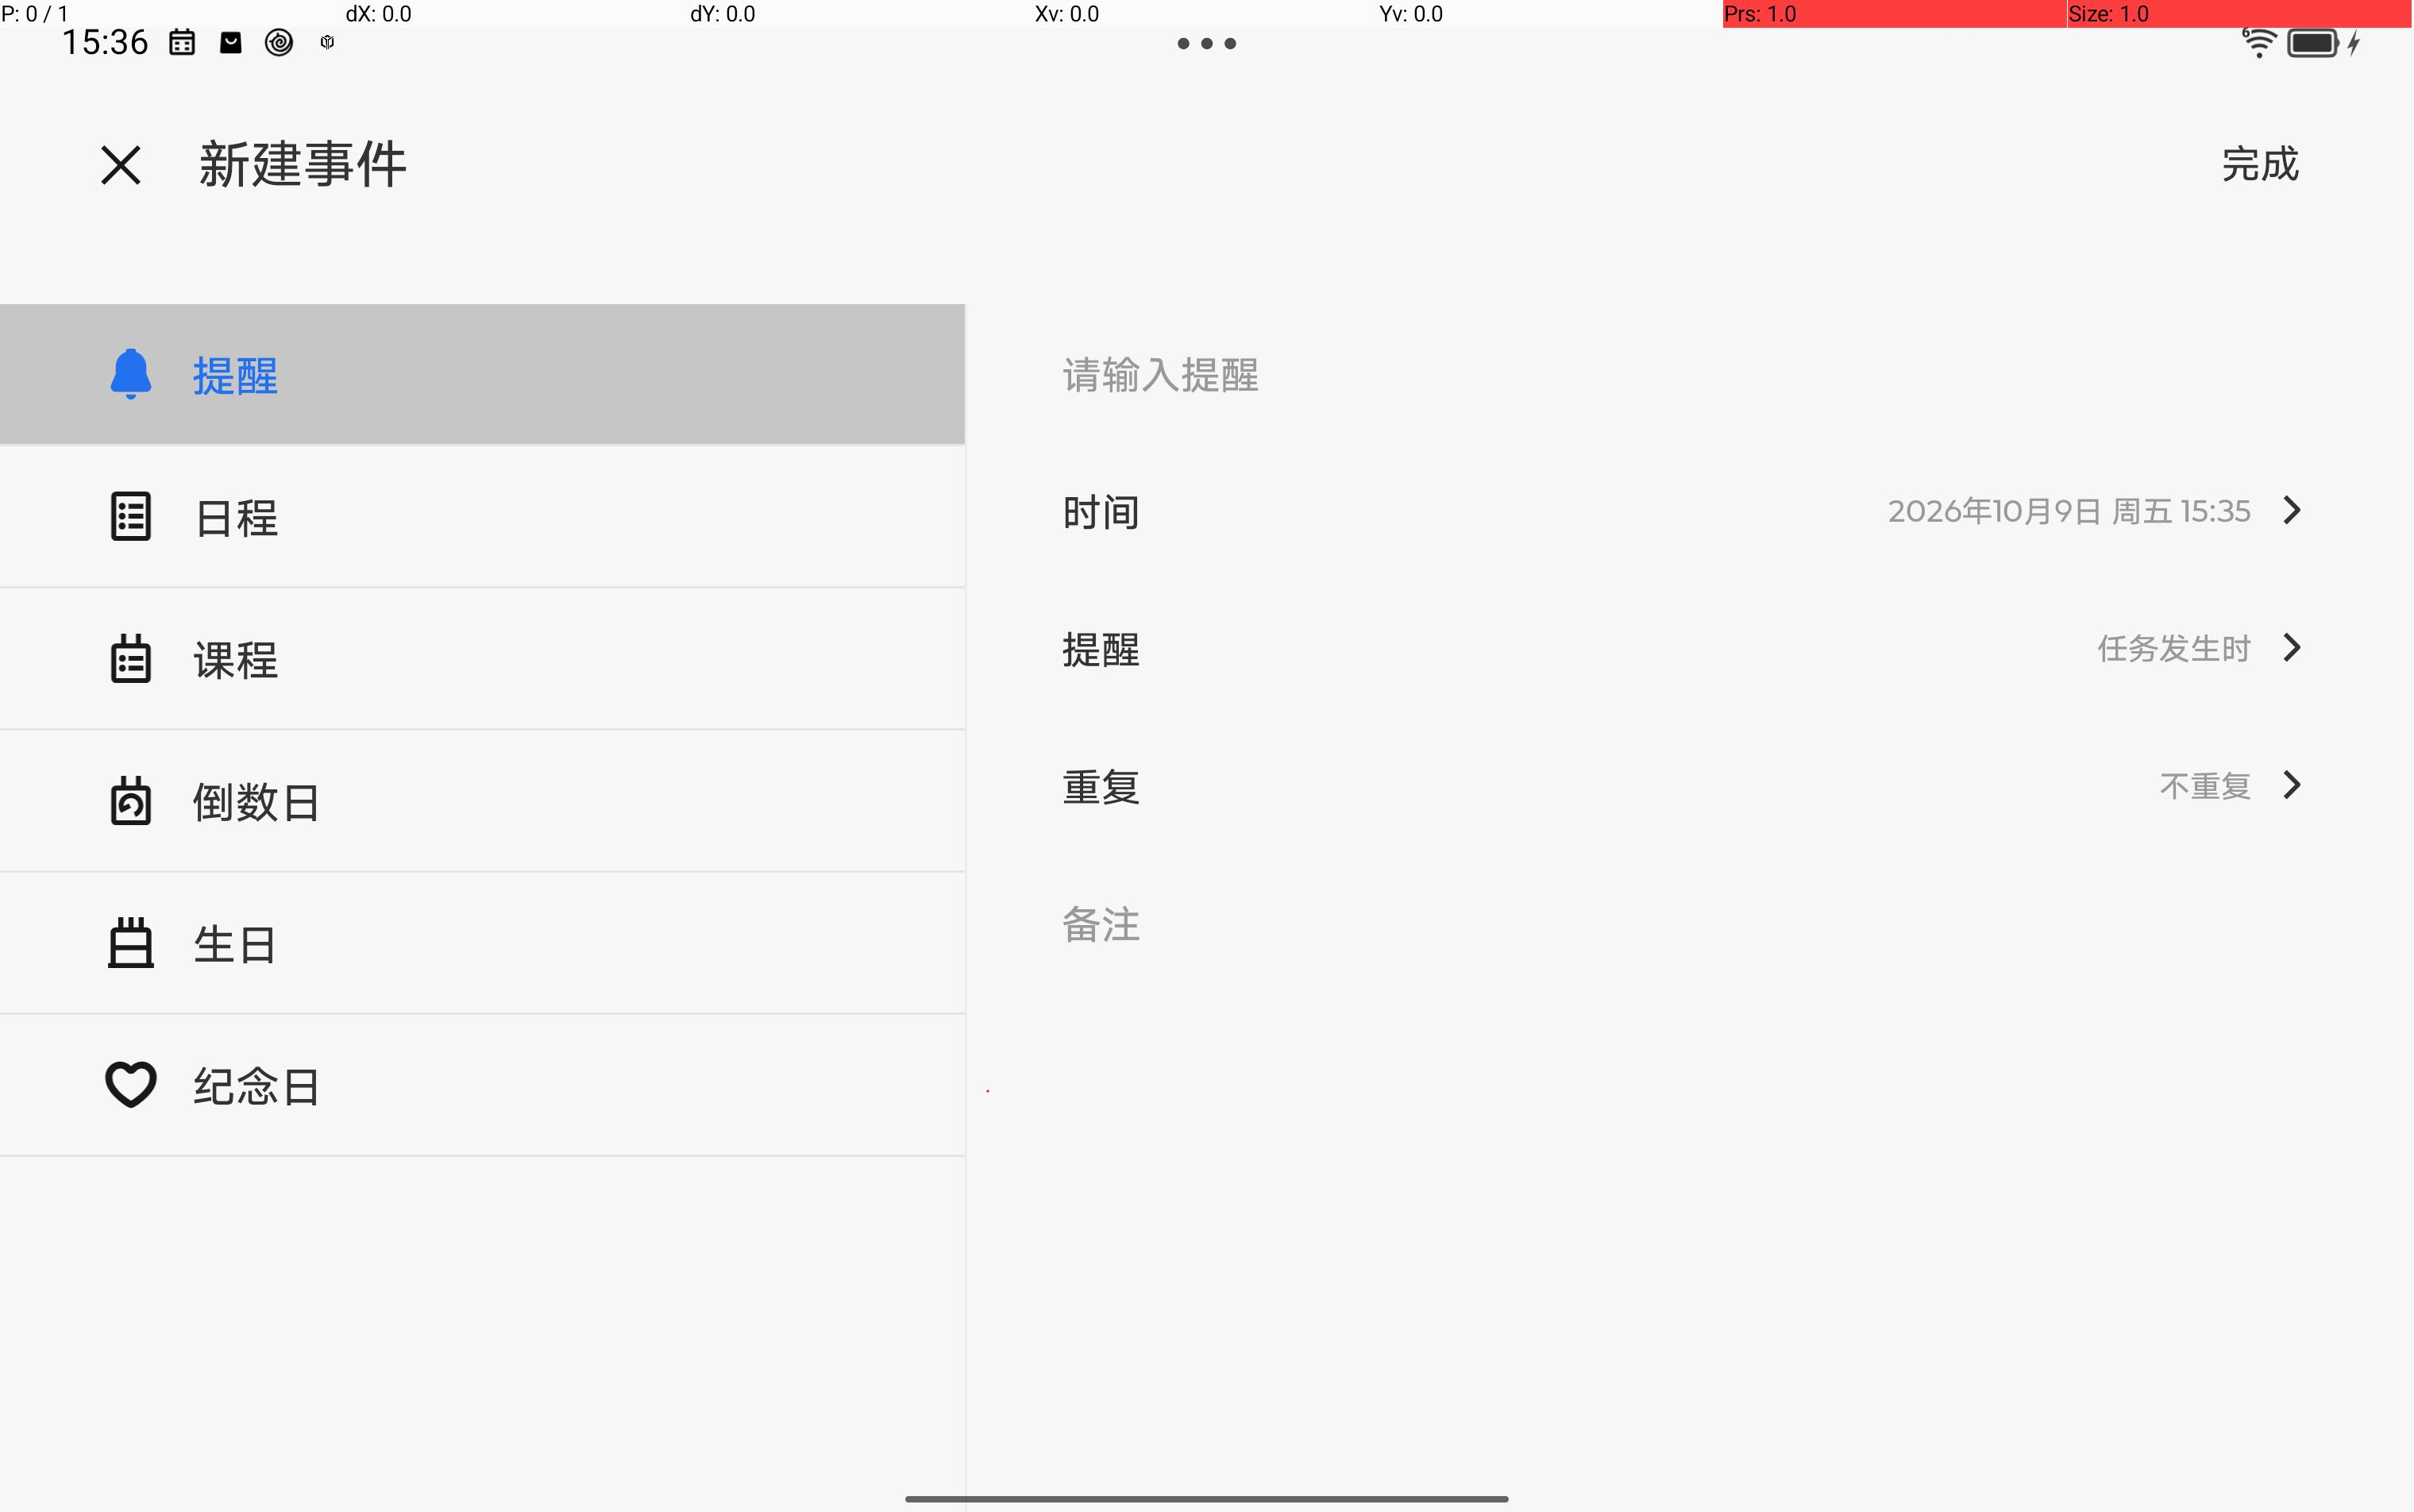 P: 0 / 1 dX: 0.0 dY: 0.0 Xv: 0.0 Yv: 0.0 Prs: 1.0 Size: 1.0
15:36
6
新建事件
完成
提醒
日程
课程
倒数日
生日
纪念日
请输入提醒
时间 2026年10月9日 周五 15:35
提醒 任务发生时
重复 不重复
备注